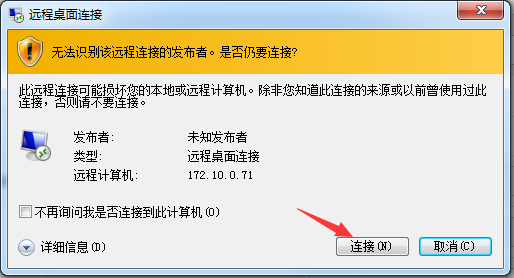 远程桌面连接
无法识别该远程连接的发布者。是否仍要连接?
此远程连接可能损坏您的本地或远程计算机。除非您知道此连接的来源或以前曾使用过此
连接，否则请不要连接。
发布者： 未知发布者
类型： 远程桌面连接
远程计算机： 172.10.0.71
不再询问我是否连接到此计算机(O)
详细信息(D) 连接(N) 取消(C)